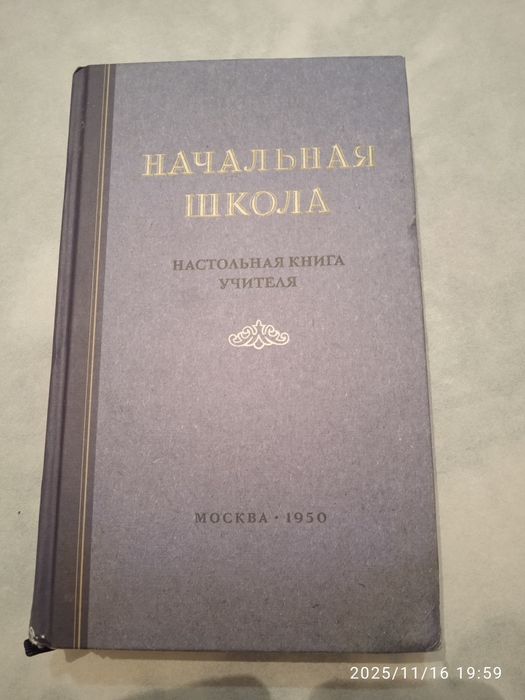 НАЧАЛЬНАЯ
ШКОЛА
НАСТОЛЬНАЯ КНИГА
УЧИТЕЛЯ
МОСКВА · 1950
2025/11/16 19:59